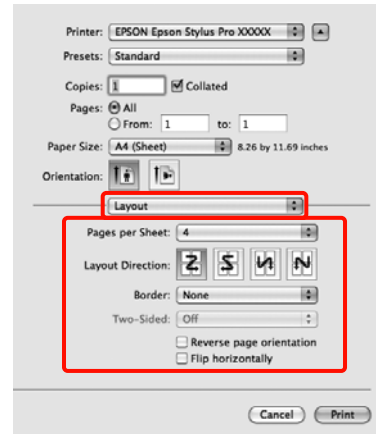 Printer: EPSON Epson Stylus Pro XXXXX
Presets: Standard
Copies: 1 Collated
Pages: All
From: 1 to: 1
Paper Size: A4 (Sheet) 8.26 by 11.69 inches
Orientation:
Layout
Pages per Sheet: 4
Layout Direction:
Border: None
Two-Sided: Off
Reverse page orientation
Flip horizontally
Cancel Print